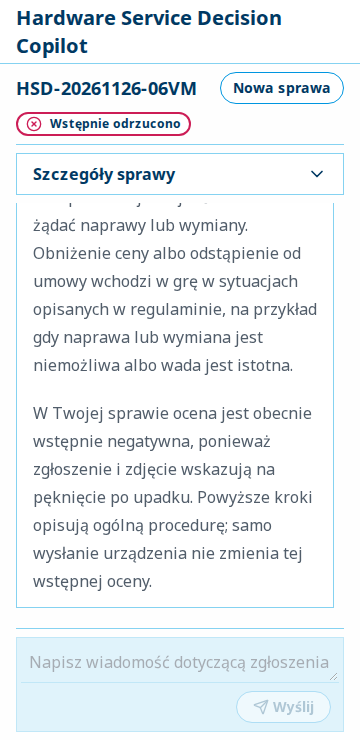 Hardware Service Decision
Copilot
HSD-20261126-06VM
Nowa sprawa
Wstępnie odrzucono
Szczegóły sprawy
żądać naprawy lub wymiany.
Obniżenie ceny albo odstąpienie od
umowy wchodzi w grę w sytuacjach
opisanych w regulaminie, na przykład
gdy naprawa lub wymiana jest
niemożliwa albo wada jest istotna.
W Twojej sprawie ocena jest obecnie
wstępnie negatywna, ponieważ
zgłoszenie i zdjęcie wskazują na
pęknięcie po upadku. Powyższe kroki
opisują ogólną procedurę; samo
wysłanie urządzenia nie zmienia tej
wstępnej oceny.
Napisz wiadomość dotyczącą zgłoszenia
Wyślij